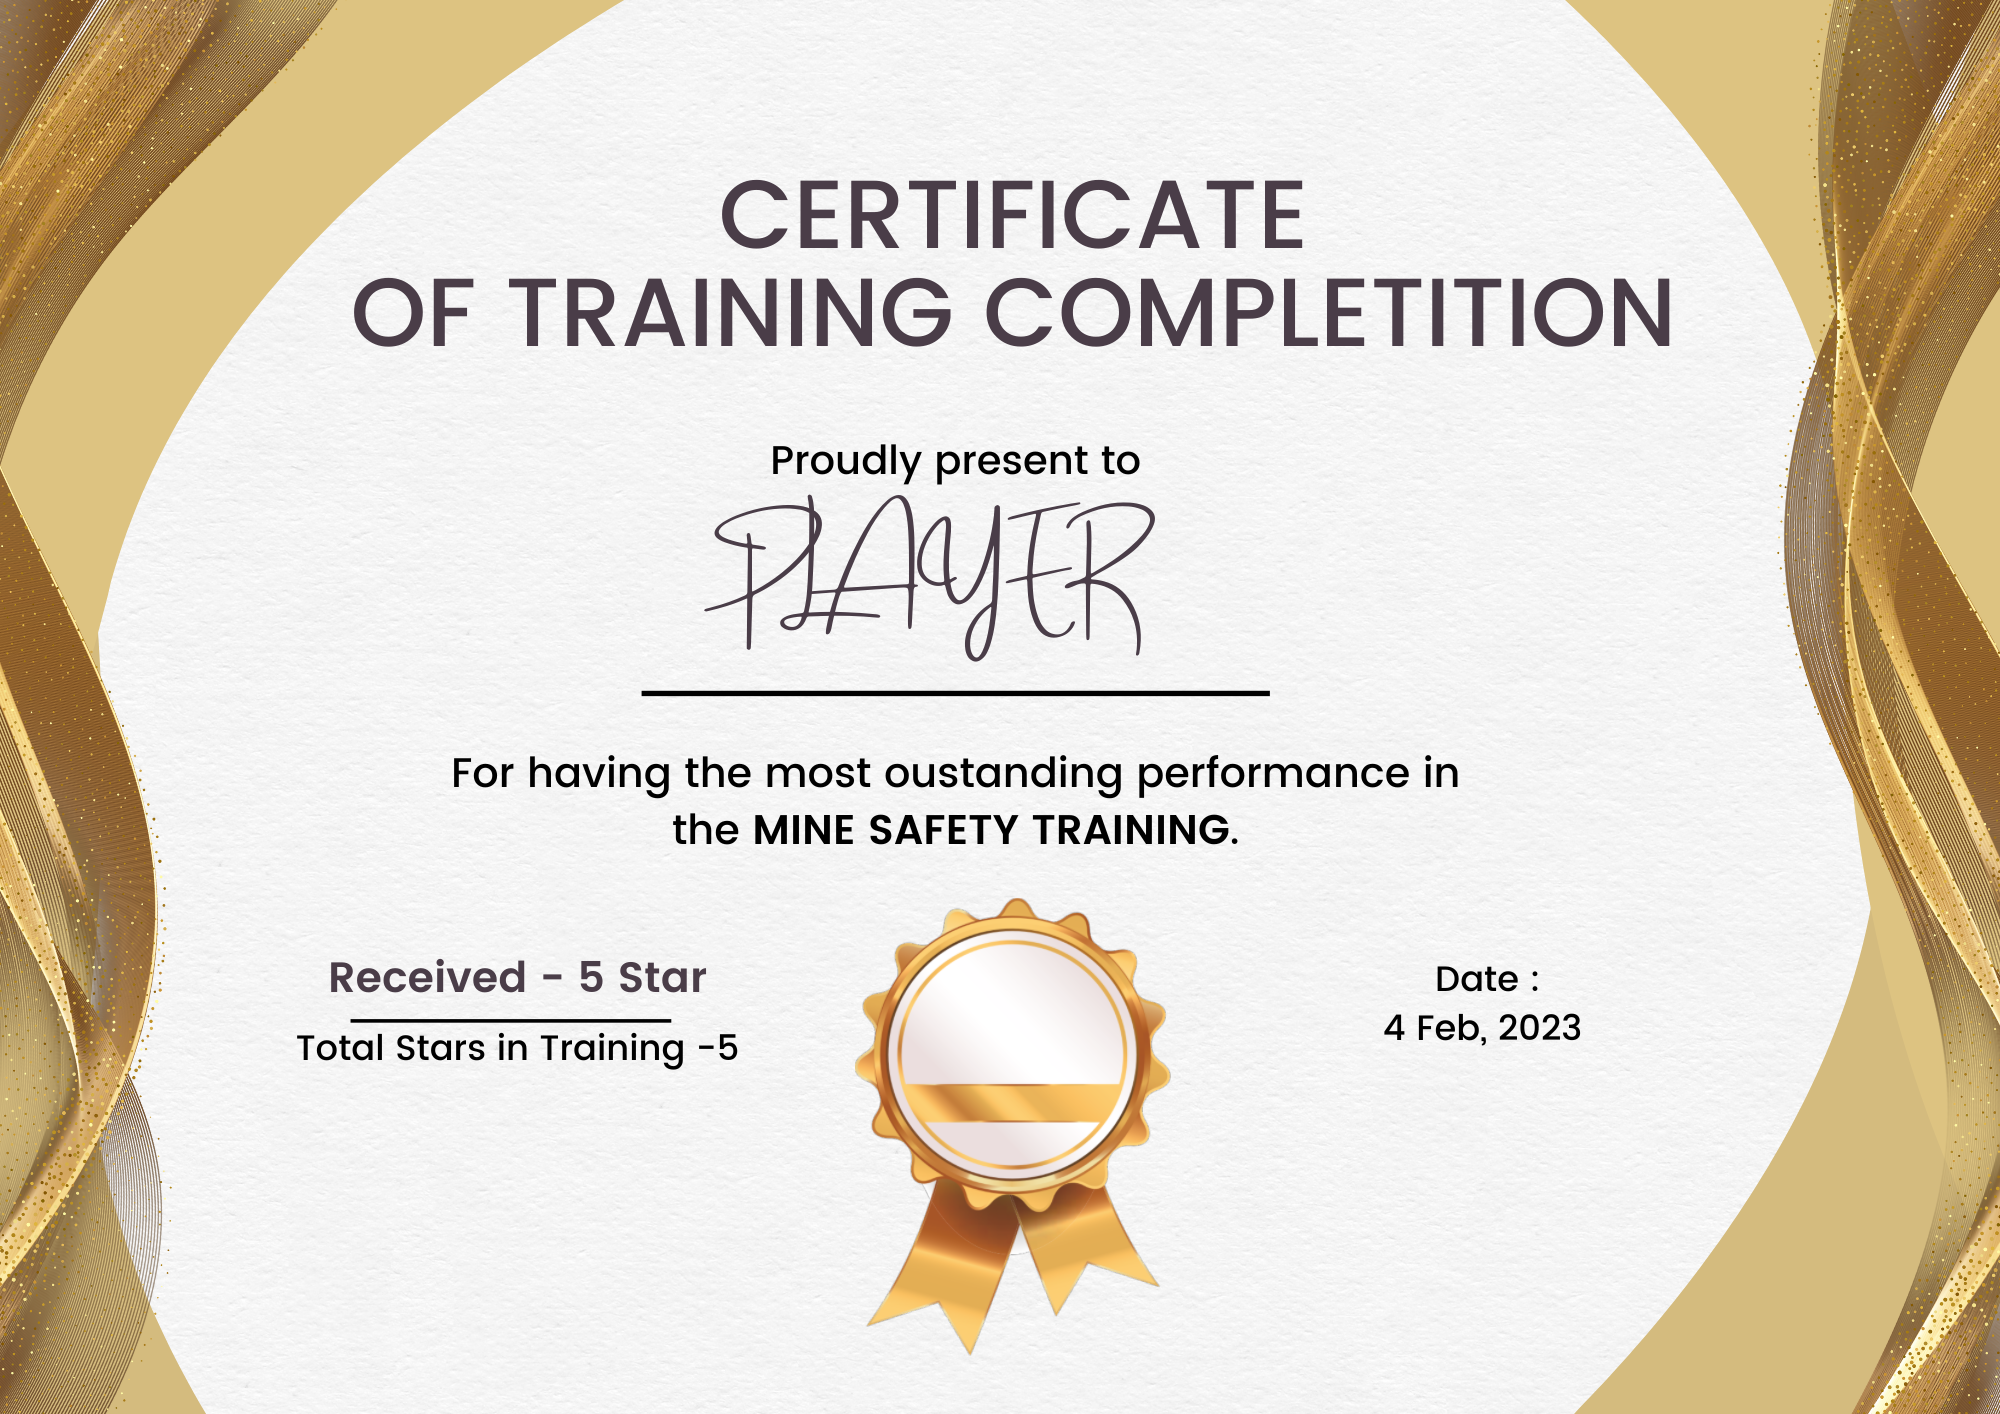 CERTIFICATE
OF TRAINING COMPLETITION
Proudly present to
PLAYER
For having the most oustanding performance in
the MINE SAFETY TRAINING.
Received - 5 Star
Total Stars in Training -5
Date :
4 Feb, 2023